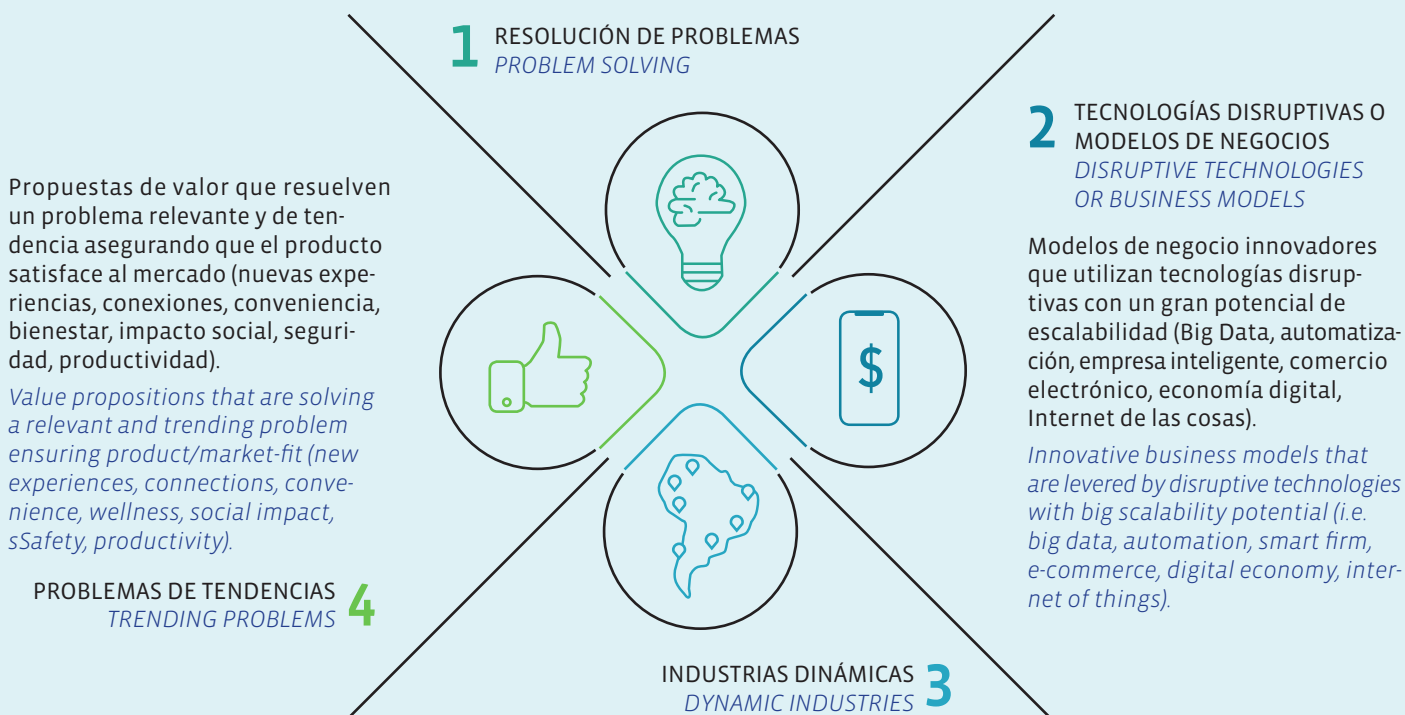 1 RESOLUCIÓN DE PROBLEMAS
PROBLEM SOLVING
2 TECNOLOGÍAS DISRUPTIVAS O
MODELOS DE NEGOCIOS
DISRUPTIVE TECHNOLOGIES
OR BUSINESS MODELS
Modelos de negocio innovadores
que utilizan tecnologías disrup-
tivas con un gran potencial de
escalabilidad (Big Data, automatiza-
ción, empresa inteligente, comercio
electrónico, economía digital,
Internet de las cosas).
Innovative business models that
are levered by disruptive technologies
with big scalability potential (i.e.
big data, automation, smart firm,
e-commerce, digital economy, inter-
net of things).
$
INDUSTRIAS DINÁMICAS 3
DYNAMIC INDUSTRIES
Propuestas de valor que resuelven
un problema relevante y de ten-
dencia asegurando que el producto
satisface al mercado (nuevas expe-
riencias, conexiones, conveniencia,
bienestar, impacto social, seguri-
dad, productividad).
Value propositions that are solving
a relevant and trending problem
ensuring product/market-fit (new
experiences, connections, conve-
nience, wellness, social impact,
sSafety, productivity).
PROBLEMAS DE TENDENCIAS 4
TRENDING PROBLEMS